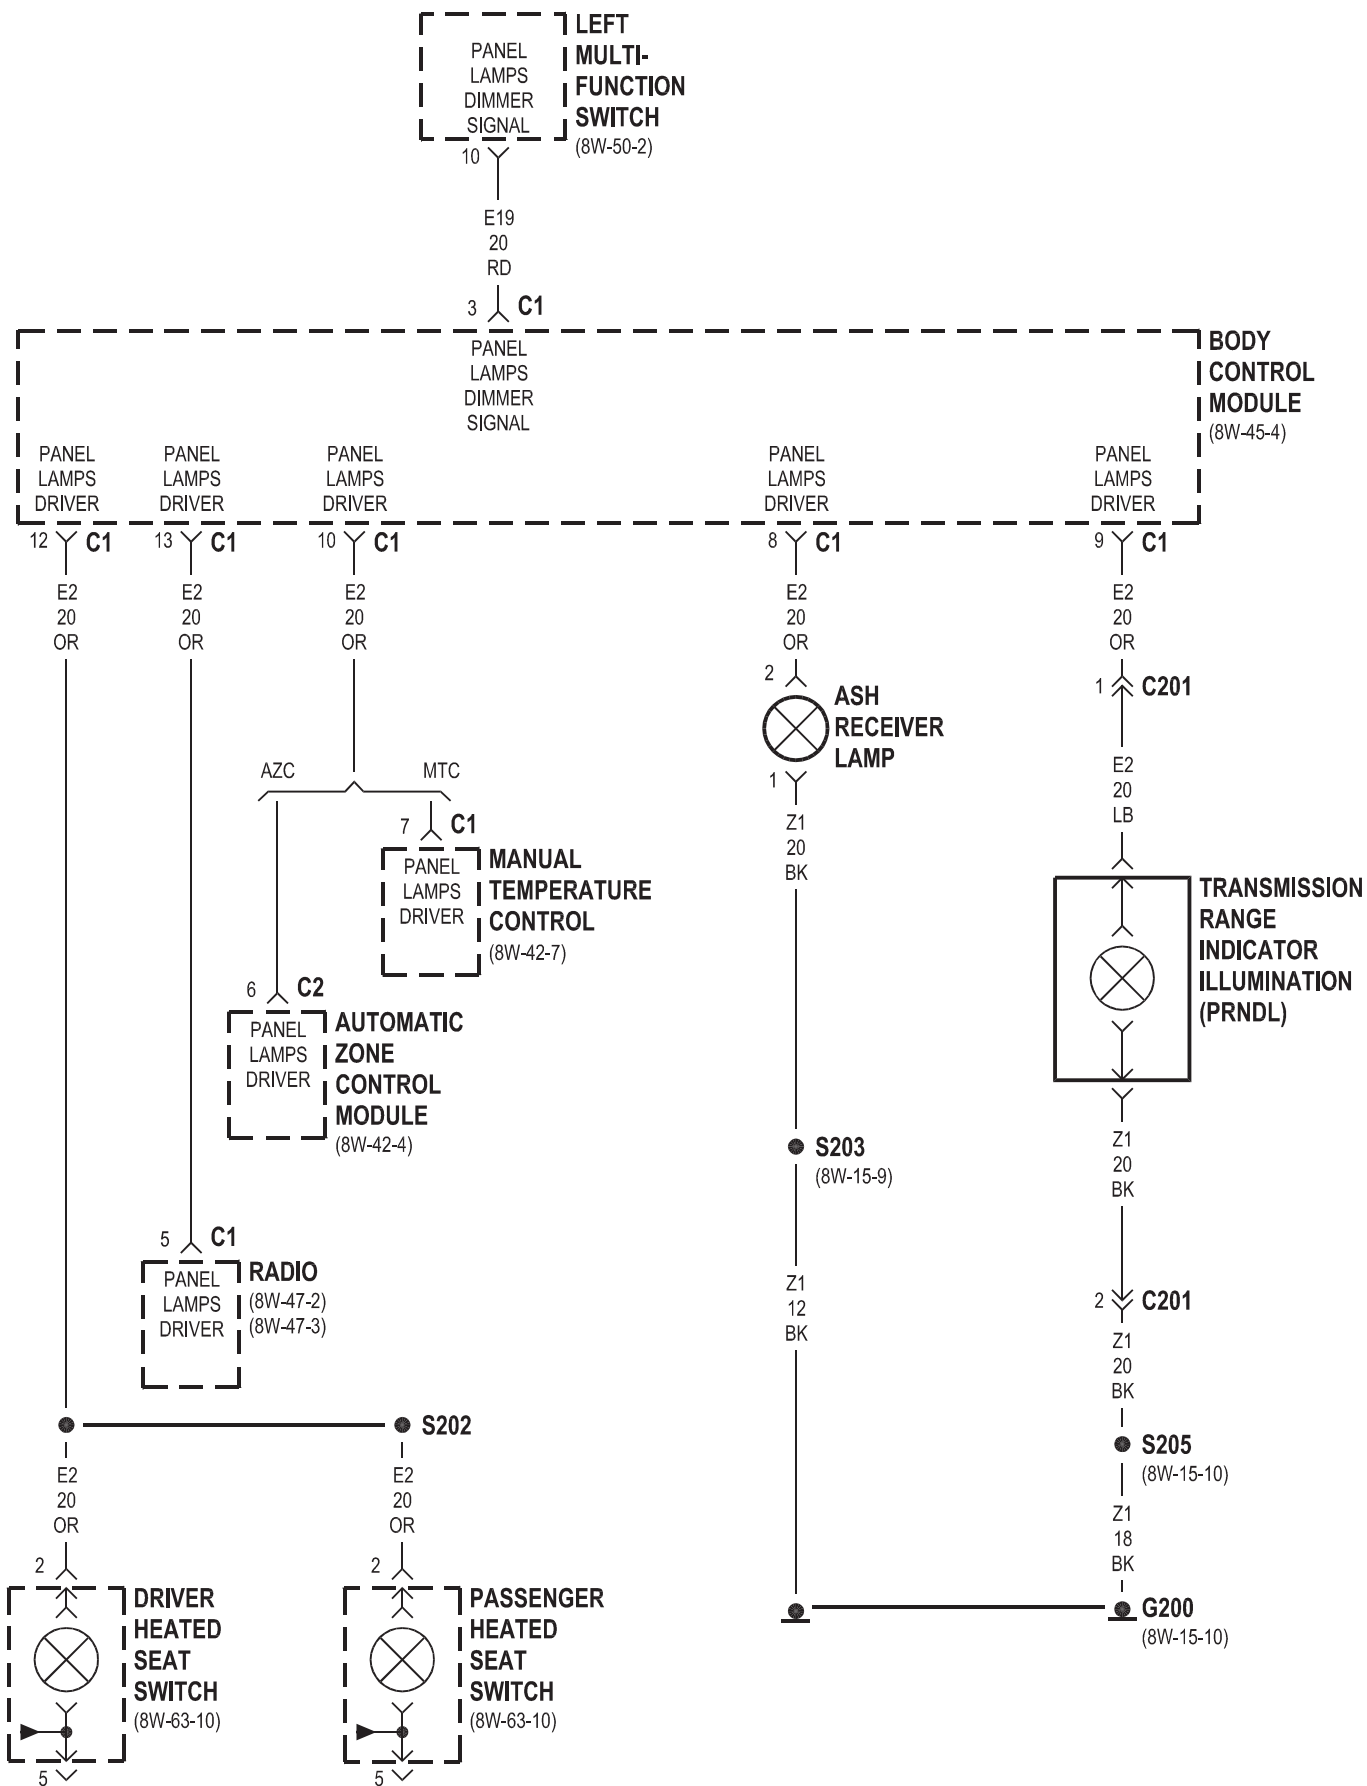 PANEL
LAMPS
DIMMER
SIGNAL
LEFT
MULTI-
FUNCTION
SWITCH
(8W-50-2)
10
E19
20
RD
3 C1
PANEL
LAMPS
DIMMER
SIGNAL
BODY
CONTROL
MODULE
(8W-45-4)
PANEL
LAMPS
DRIVER
PANEL
LAMPS
DRIVER
PANEL
LAMPS
DRIVER
PANEL
LAMPS
DRIVER
PANEL
LAMPS
DRIVER
12 C1
13 C1
10 C1
8 C1
9 C1
E2
20
OR
E2
20
OR
E2
20
OR
E2
20
OR
E2
20
OR
2
ASH
RECEIVER
LAMP
1
1 C201
E2
20
LB
AZC
MTC
7 C1
PANEL
LAMPS
DRIVER
MANUAL
TEMPERATURE
CONTROL
(8W-42-7)
Z1
20
BK
TRANSMISSION
RANGE
INDICATOR
ILLUMINATION
(PRNDL)
6 C2
PANEL
LAMPS
DRIVER
AUTOMATIC
ZONE
CONTROL
MODULE
(8W-42-4)
S203
(8W-15-9)
Z1
20
BK
5 C1
PANEL
LAMPS
DRIVER
RADIO
(8W-47-2)
(8W-47-3)
Z1
12
BK
2 C201
Z1
20
BK
S202
S205
(8W-15-10)
E2
20
OR
E2
20
OR
Z1
18
BK
2
DRIVER
HEATED
SEAT
SWITCH
(8W-63-10)
5
2
PASSENGER
HEATED
SEAT
SWITCH
(8W-63-10)
5
G200
(8W-15-10)